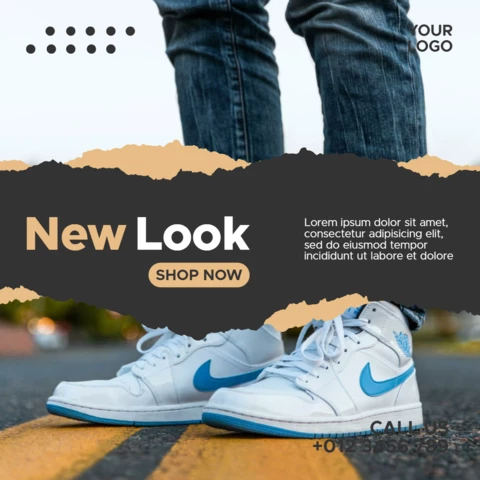 YOUR
LOGO
New Look
SHOP NOW
Lorem ipsum dolor sit amet,
consectetur adipisicing elit,
sed do eiusmod tempor
incididunt ut labore et dolore
CALL US